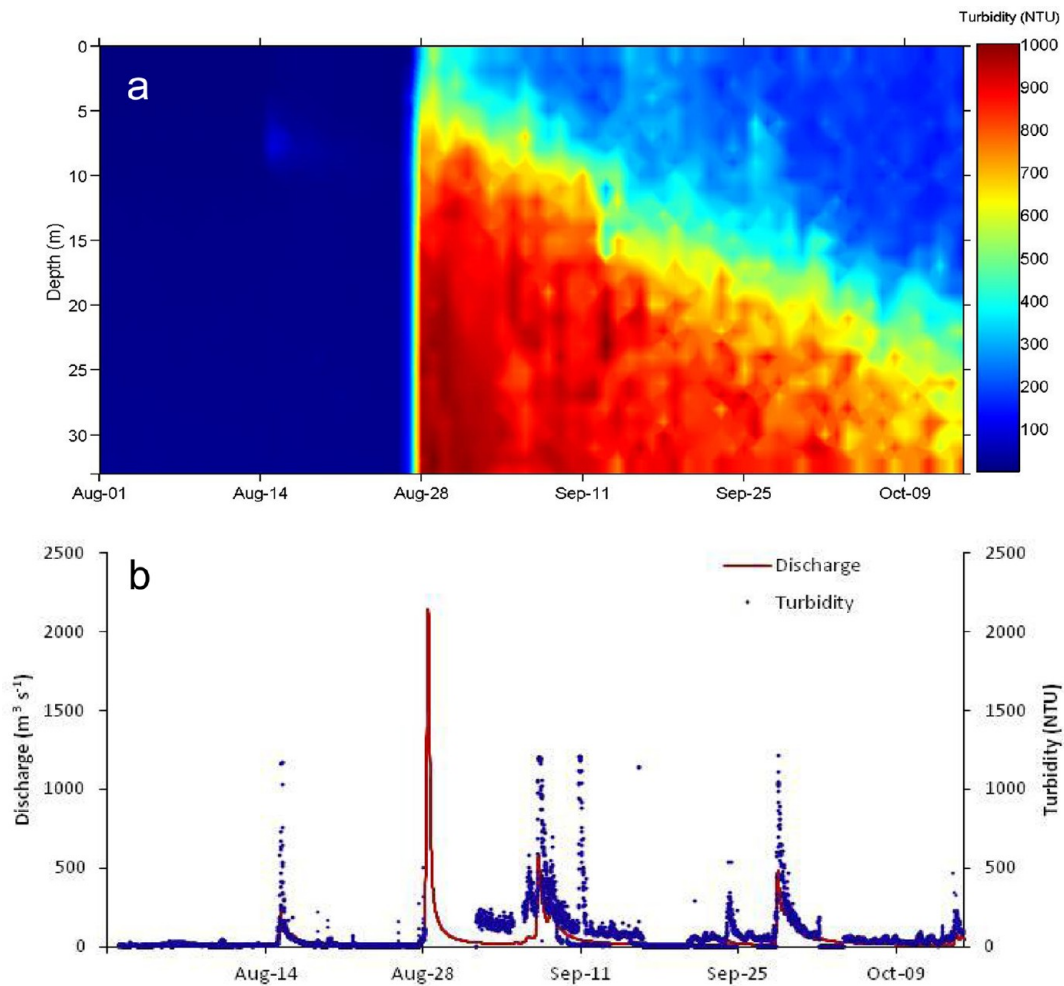 Turbidity (NTU)
a
0
5
10
15
20
25
30
Depth (m)
Aug-01 Aug-14 Aug-28 Sep-11 Sep-25 Oct-09
1000
900
800
700
600
500
400
300
200
100
b
Discharge
Turbidity
2500
2000
1500
1000
500
0
Discharge (m³ s⁻¹)
2500
2000
1500
1000
500
0
Turbidity (NTU)
Aug-14 Aug-28 Sep-11 Sep-25 Oct-09